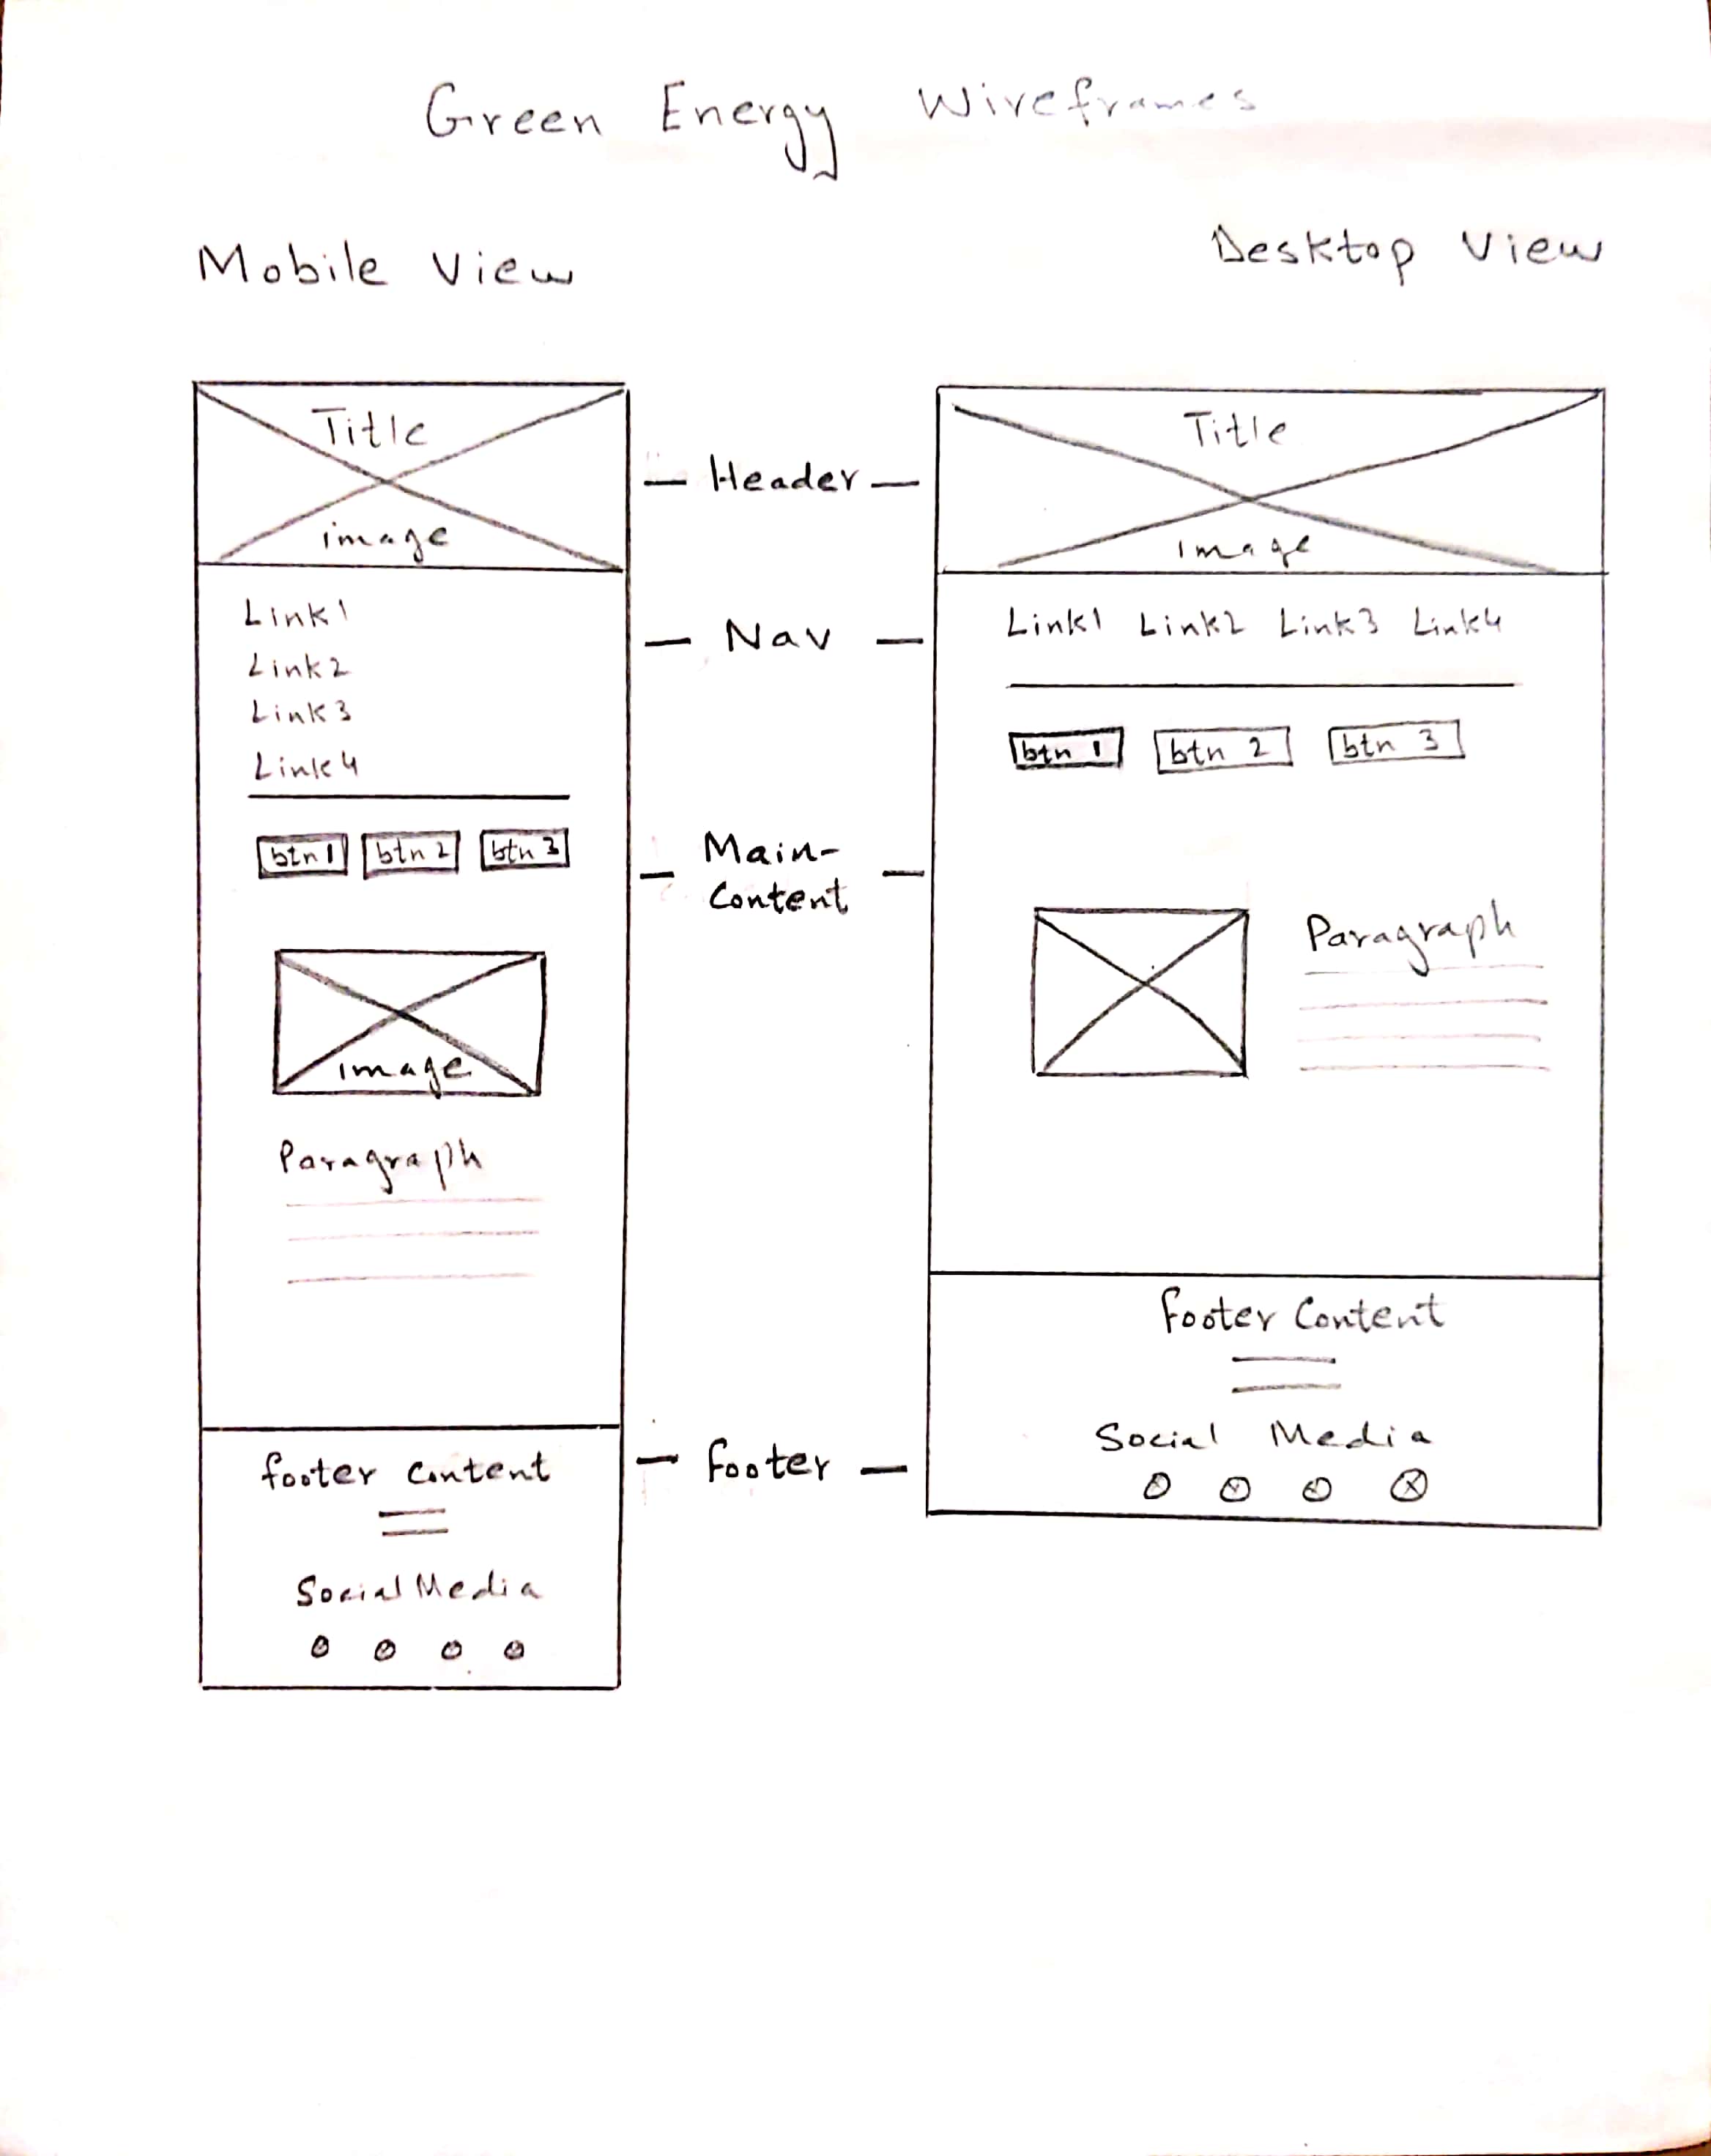 Green Energy Wireframes
Mobile View
Desktop View
Title
image
Link1
Link2
Link3
Link4
btn 1 btn 2 btn 3
image
Paragraph
footer content
Social Media
Header
Nav
Main-
Content
footer
Title
Image
Link1 Link2 Link3 Link4
btn 1 btn 2 btn 3
Paragraph
footer Content
Social Media